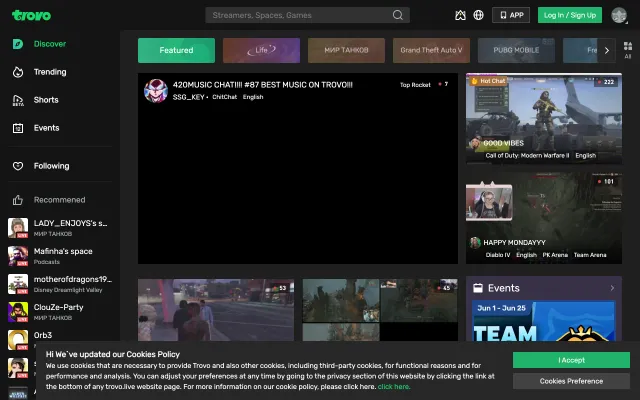 trovo
Streamers, Spaces, Games
APP
Log In / Sign Up
Discover
Trending
Shorts
BETA
Events
Following
Recommened
LADY_ENJOYS's s...
МИР ТАНКОВ
LIVE
Mafinha's space
Podcasts
LIVE
motherofdragons19...
Disney Dreamlight Valley
LIVE
ClouZe-Party
МИР ТАНКОВ
LIVE
Orb3
МИР ТАНКОВ
LIVE
Featured
Life
МИР ТАНКОВ
Grand Theft Auto V
PUBG MOBILE
Fre
All
420MUSIC CHAT!!!! #87 BEST MUSIC ON TROVO!!!
SSG_KEY • ChitChat English
Top Rocket
7
Hot Chat
222
GOOD VIBES
Call of Duty: Modern Warfare II English
101
HAPPY MONDAYYY
Diablo IV English PK Arena Team Arena
53
45
Events
Jun 1 - Jun 25
TEAM
Hi We`ve updated our Cookies Policy
We use cookies that are necessary to provide Trovo and also other cookies, including third-party cookies, for functional reasons and for
performance and analysis. You can adjust your preferences at any time by going to the privacy section of this website by clicking the link at
the bottom of any trovo.live website page. For more information on our cookie policy, please click here. click here.
I Accept
Cookies Preference